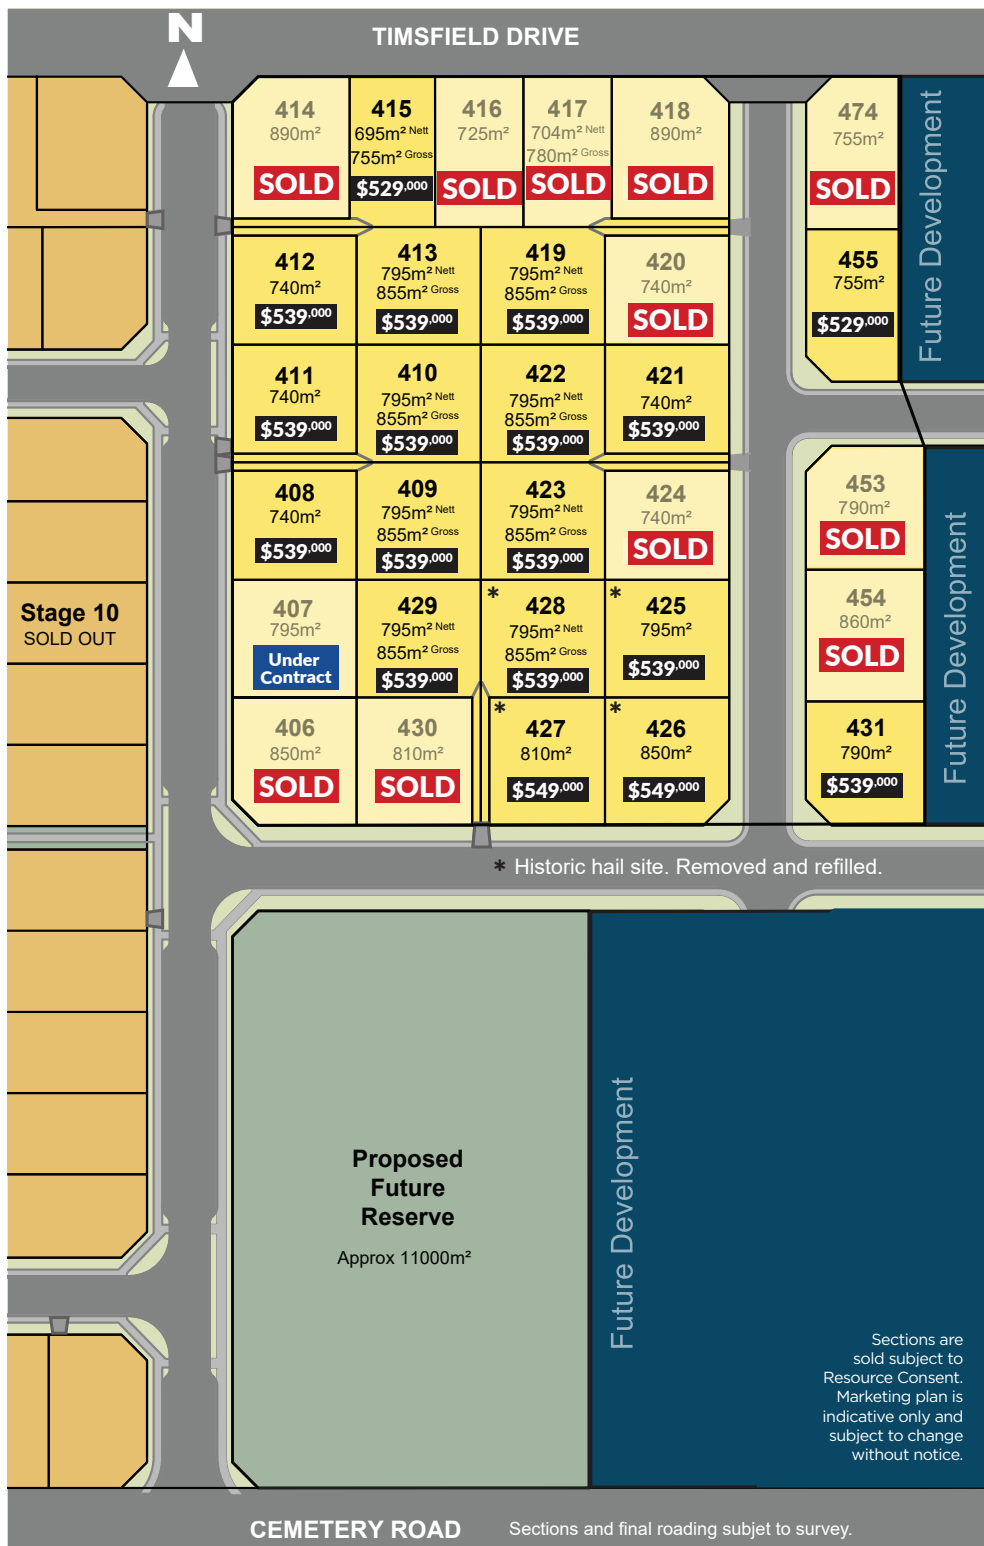 N
TIMSFIELD DRIVE
414
890m²
SOLD
415
695m² Nett
755m² Gross
$529,000
416
725m²
SOLD
417
704m² Nett
780m² Gross
SOLD
418
890m²
SOLD
474
755m²
SOLD
Future Development
412
740m²
$539,000
413
795m² Nett
855m² Gross
$539,000
419
795m² Nett
855m² Gross
$539,000
420
740m²
SOLD
455
755m²
$529,000
411
740m²
$539,000
410
795m² Nett
855m² Gross
$539,000
422
795m² Nett
855m² Gross
$539,000
421
740m²
$539,000
408
740m²
$539,000
409
795m² Nett
855m² Gross
$539,000
423
795m² Nett
855m² Gross
$539,000
424
740m²
SOLD
453
790m²
SOLD
Future Development
Stage 10
SOLD OUT
407
795m²
Under
Contract
429
795m² Nett
855m² Gross
$539,000
*
428
795m² Nett
855m² Gross
$539,000
*
425
795m²
$539,000
454
860m²
SOLD
406
850m²
SOLD
430
810m²
SOLD
*
427
810m²
$549,000
*
426
850m²
$549,000
431
790m²
$539,000
* Historic hail site. Removed and refilled.
Proposed
Future
Reserve
Approx 11000m²
Future Development
Sections are
sold subject to
Resource Consent.
Marketing plan is
indicative only and
subject to change
without notice.
CEMETERY ROAD
Sections and final roading subjet to survey.